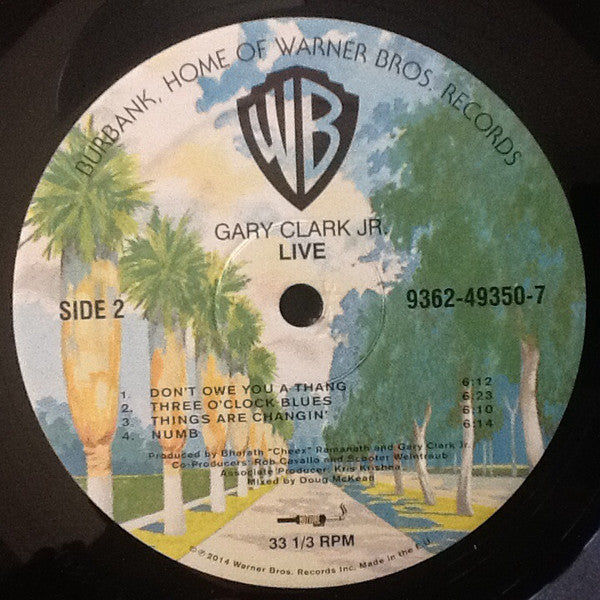 BURBANK, HOME OF WARNER BROS. RECORDS
WB
GARY CLARK JR.
LIVE
SIDE 2
9362-49350-7
1. DON'T OWE YOU A THANG 6:12
2. THREE O'CLOCK BLUES 6:23
3. THINGS ARE CHANGIN' 6:10
4. NUMB 6:14
Produced by Bharath "Cheex" Ramanath and Gary Clark Jr.
Co-Producers: Rob Cavallo and Scooter Weintraub
Associate Producer: Kris Krishna
Mixed by Doug McKean
33 1/3 RPM
©℗ 2014 Warner Bros. Records Inc. Made in the E.U.